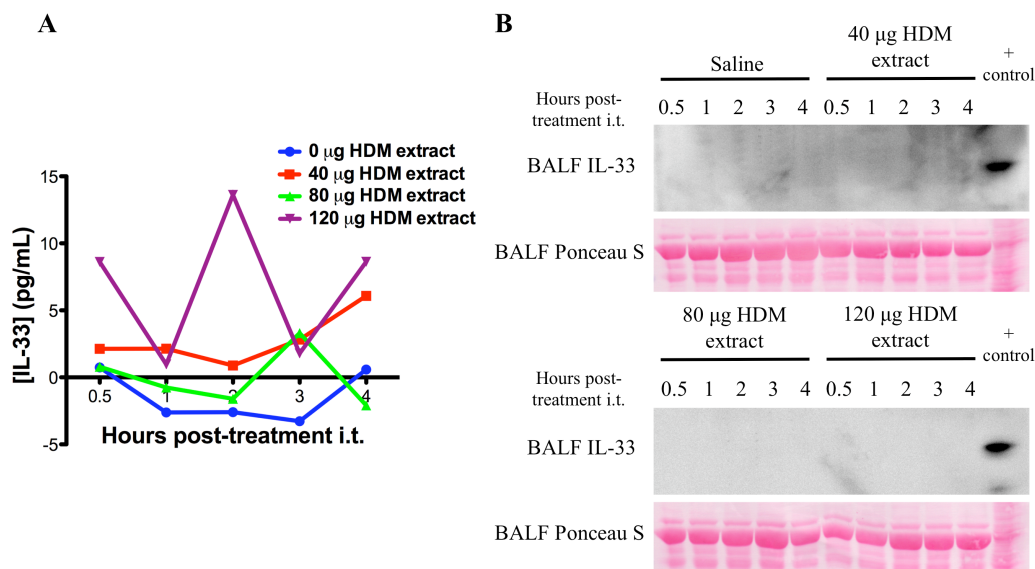 A
0 μg HDM extract
40 μg HDM extract
80 μg HDM extract
120 μg HDM extract
[IL-33] (pg/mL)
15
10
5
0
-5
0.5 1 2 3 4
Hours post-treatment i.t.
B
Saline
40 μg HDM
extract
+
control
Hours post-
treatment i.t.
0.5 1 2 3 4 0.5 1 2 3 4
BALF IL-33
BALF Ponceau S
80 μg HDM
extract
120 μg HDM
extract
+
control
Hours post-
treatment i.t.
0.5 1 2 3 4 0.5 1 2 3 4
BALF IL-33
BALF Ponceau S